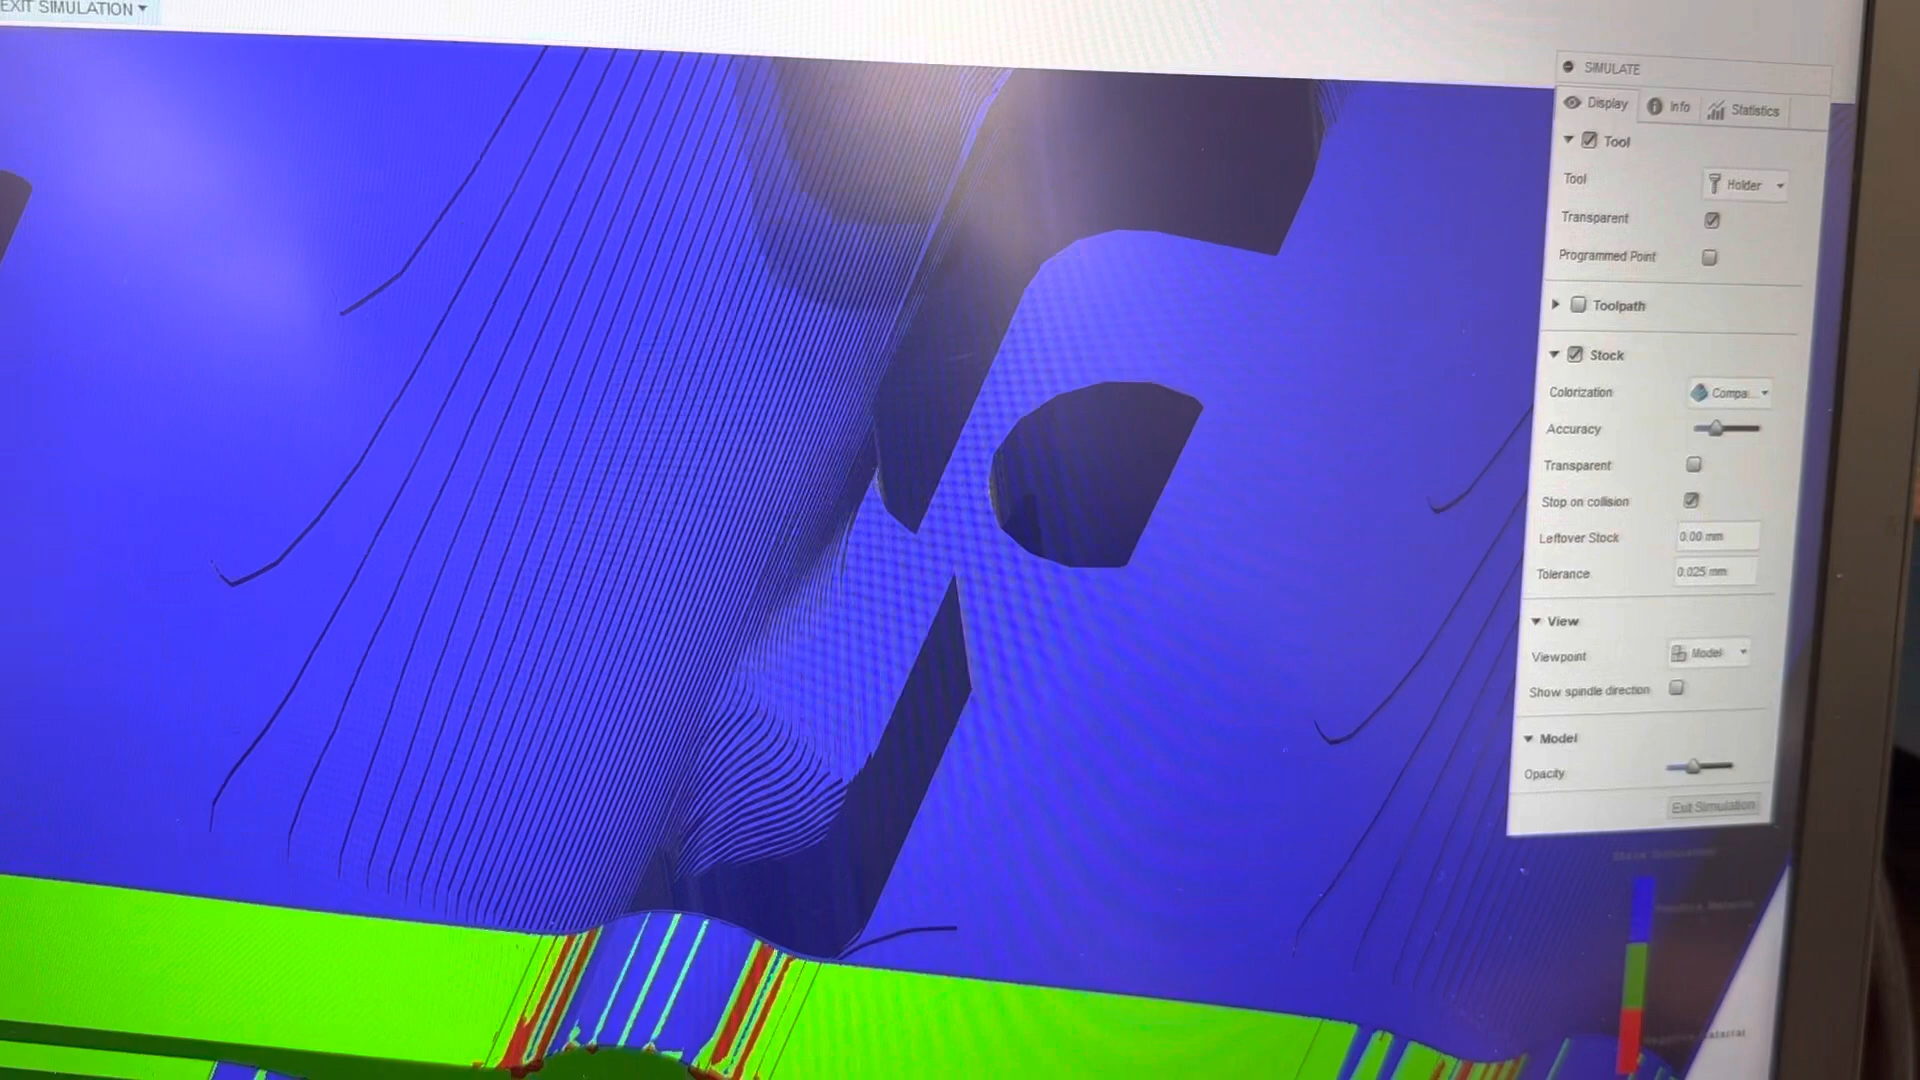 EXIT SIMULATION
SIMULATE
Display Info Statistics
Tool
Tool Holder
Transparent
Programmed Point
Toolpath
Stock
Colorization Compa...
Accuracy
Transparent
Stop on collision
Leftover Stock 0.00 mm
Tolerance 0.025 mm
View
Viewpoint Model
Show spindle direction
Model
Opacity
Exit Simulation